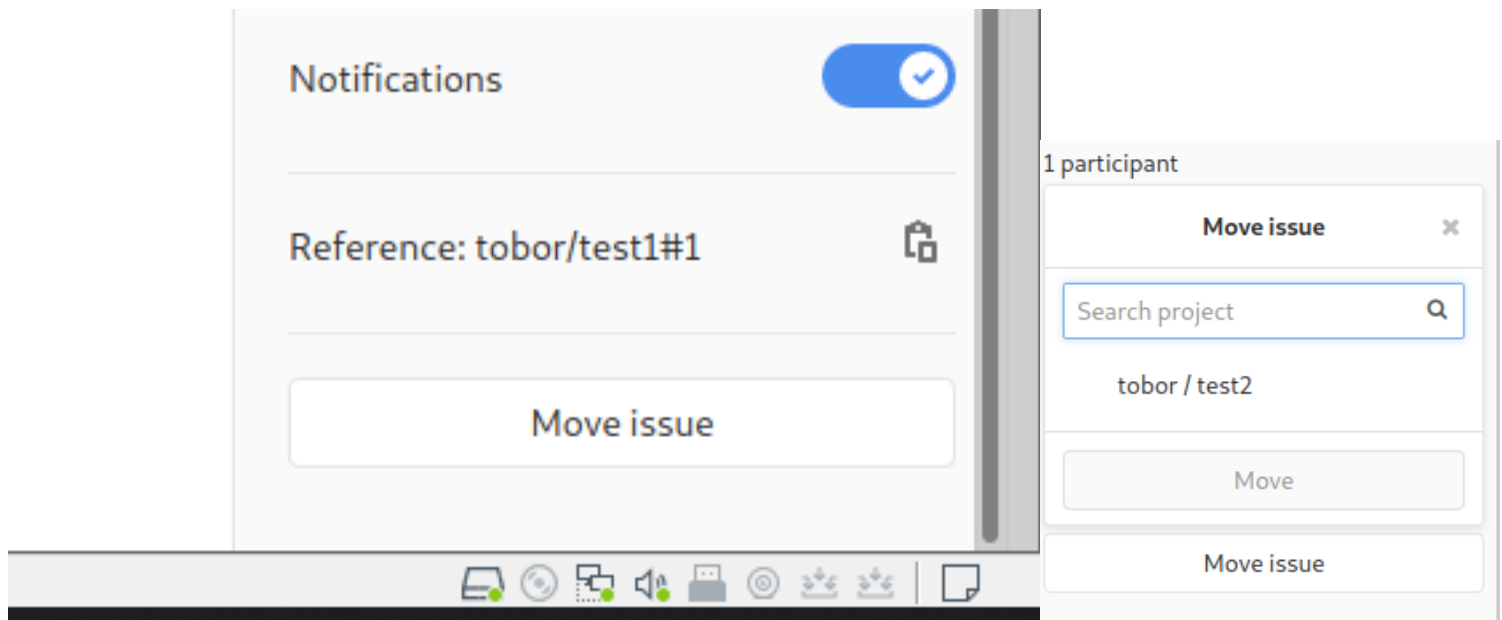 Notifications
Reference: tobor/test1#1
Move issue
1 participant
Move issue
Search project
tobor / test2
Move
Move issue